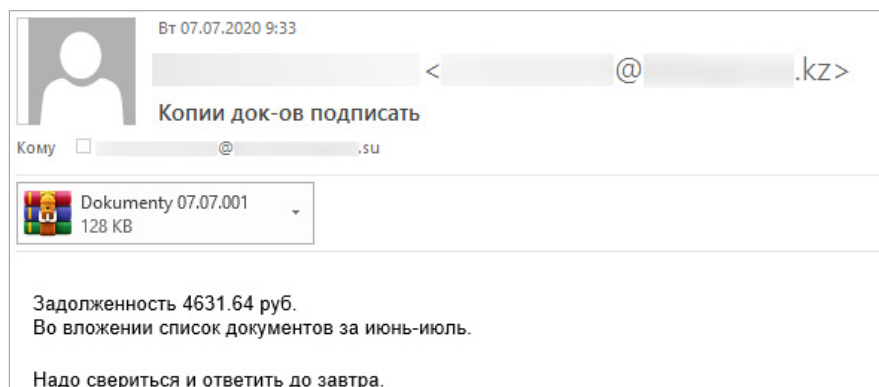 Вт 07.07.2020 9:33
< @ .kz>
Копии док-ов подписать
Кому @ .su
Dokumenty 07.07.001
128 KB
Задолженность 4631.64 руб.
Во вложении список документов за июнь-июль.
Надо свериться и ответить до завтра.